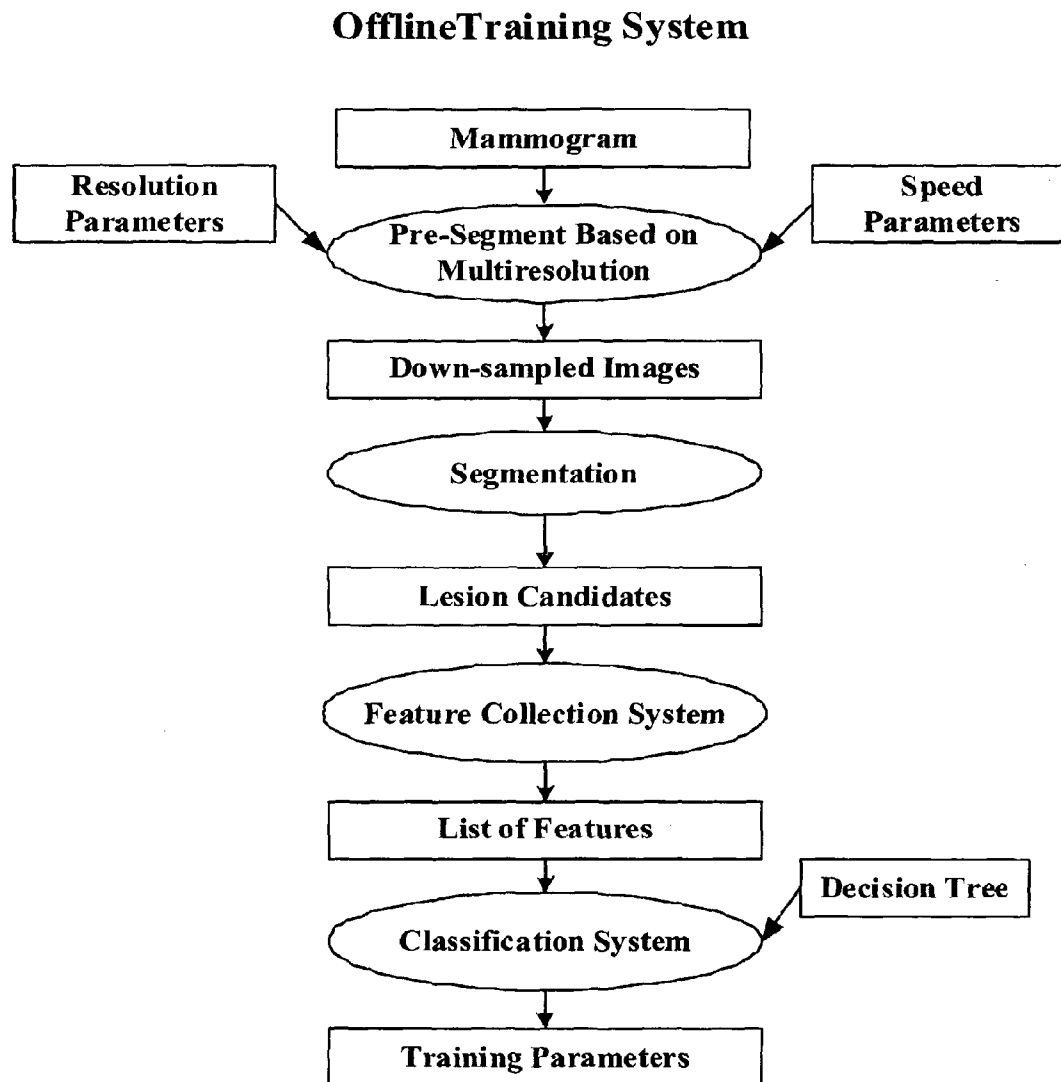 OfflineTraining System
Mammogram
Resolution
Parameters
Speed
Parameters
Pre-Segment Based on
Multiresolution
Down-sampled Images
Segmentation
Lesion Candidates
Feature Collection System
List of Features
Decision Tree
Classification System
Training Parameters